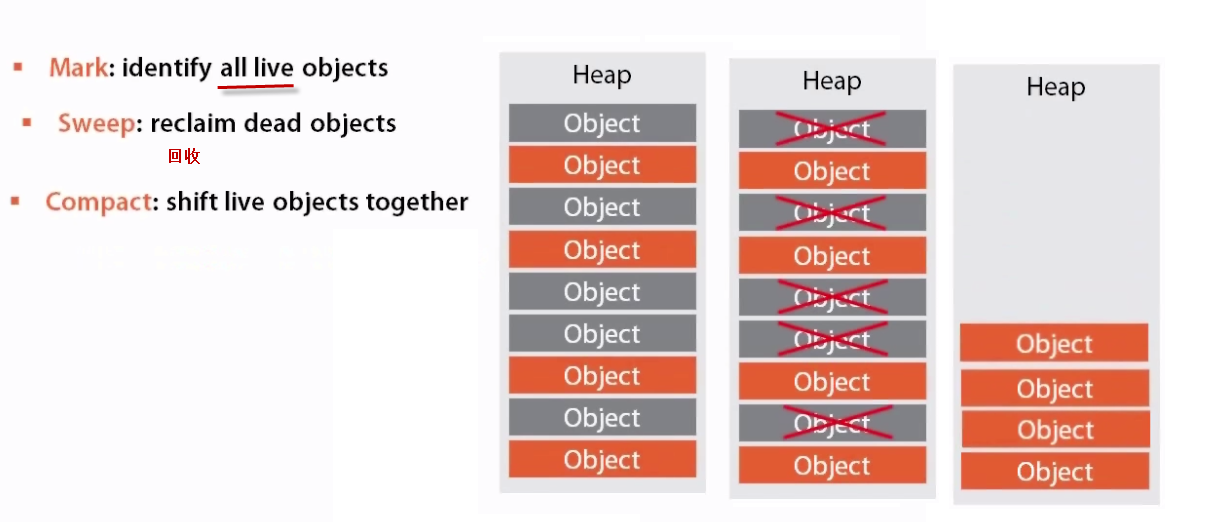 Mark: identify all live objects
Sweep: reclaim dead objects
回收
Compact: shift live objects together
Heap
Object
Object
Object
Object
Object
Object
Object
Object
Object
Heap
Object
Object
Object
Object
Object
Object
Object
Object
Object
Heap
Object
Object
Object
Object